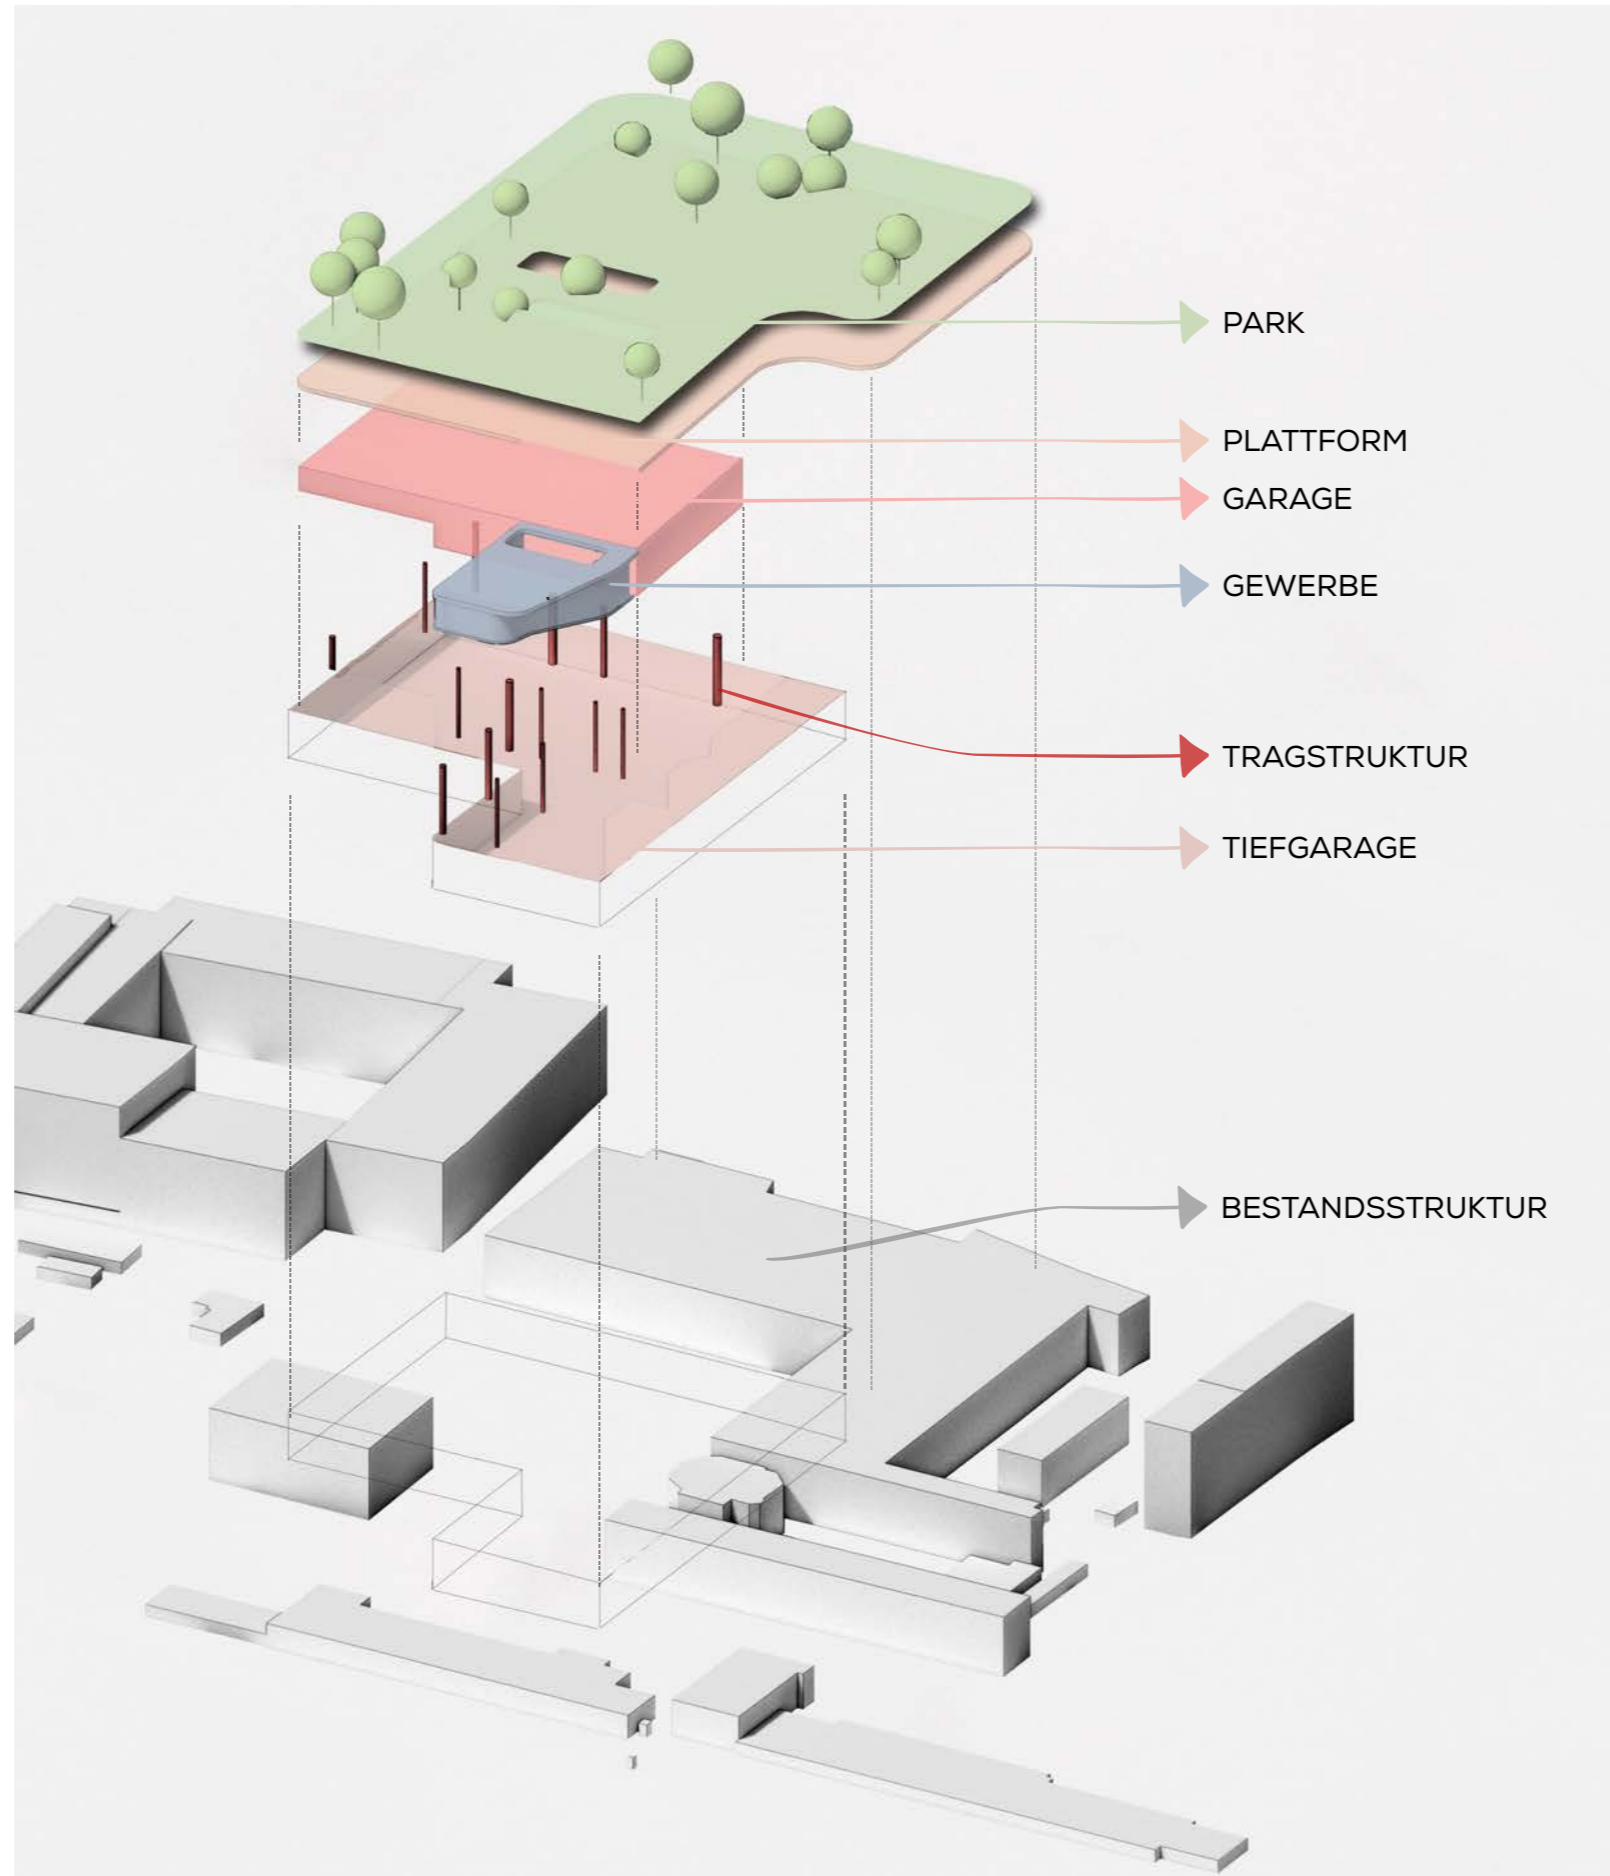 PARK
PLATTFORM
GARAGE
GEWERBE
TRAGSTRUKTUR
TIEFGARAGE
BESTANDSSTRUKTUR